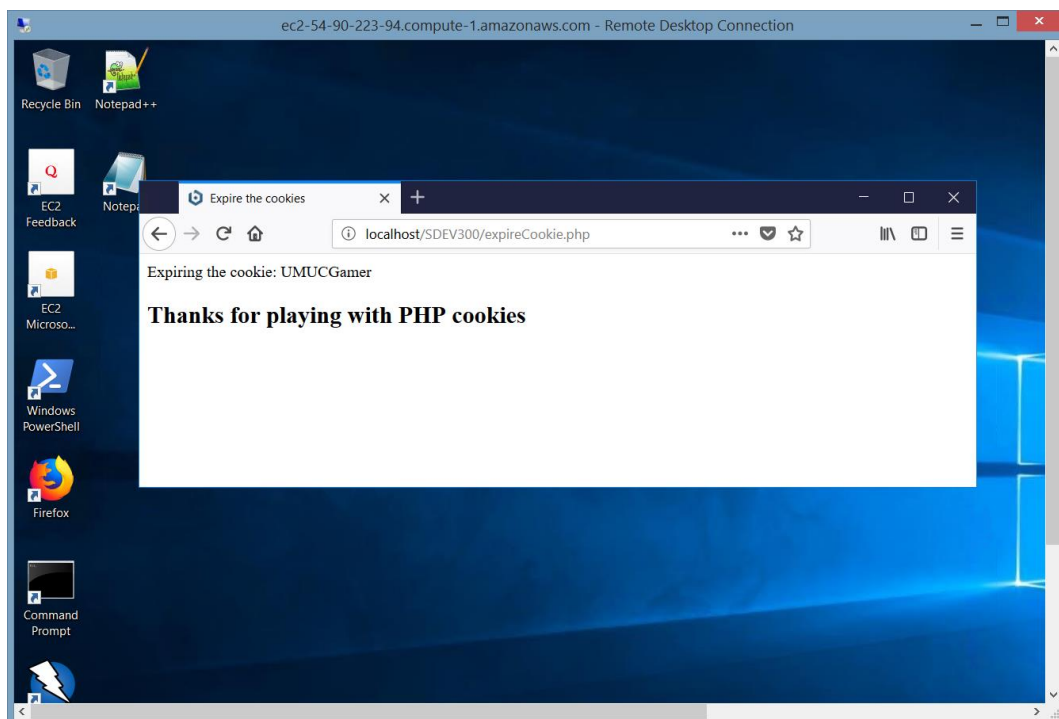 ec2-54-90-223-94.compute-1.amazonaws.com - Remote Desktop Connection
Recycle Bin
Notepad++
EC2
Feedback
Notepa
EC2
Microso...
Windows
PowerShell
Firefox
Command
Prompt
Expire the cookies
localhost/SDEV300/expireCookie.php
Expiring the cookie: UMUCGamer
Thanks for playing with PHP cookies